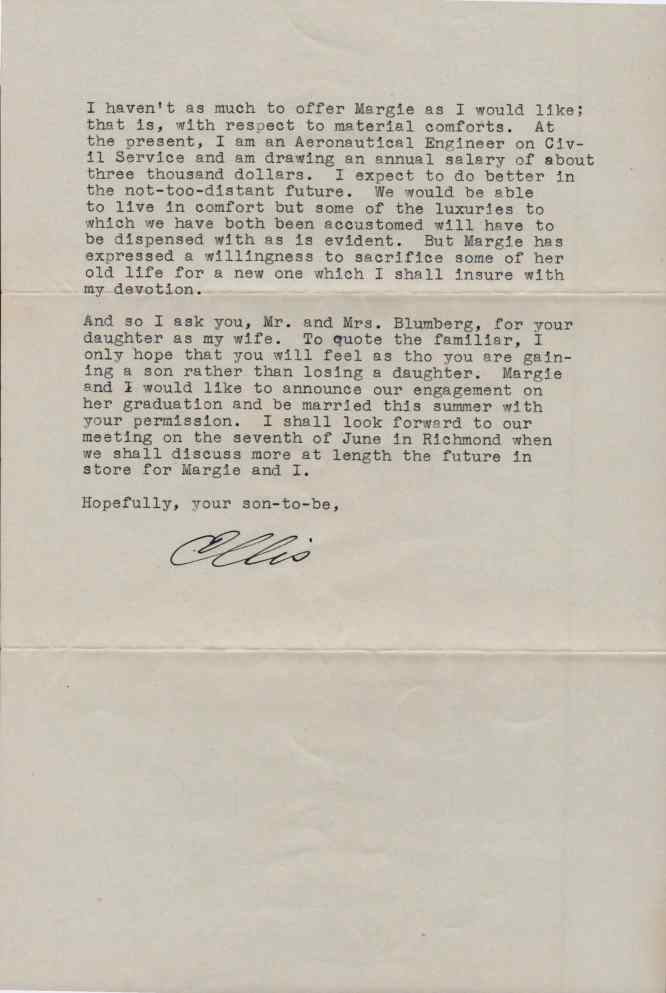 I haven't as much to offer Margie as I would like;
that is, with respect to material comforts.  At
the present, I am an Aeronautical Engineer on Civ-
il Service and am drawing an annual salary of about
three thousand dollars.  I expect to do better in
the not-too-distant future.  We would be able
to live in comfort but some of the luxuries to
which we have both been accustomed will have to
be dispensed with as is evident.  But Margie has
expressed a willingness to sacrifice some of her
old life for a new one which I shall insure with
my devotion.

And so I ask you, Mr. and Mrs. Blumberg, for your
daughter as my wife.  To quote the familiar, I
only hope that you will feel as tho you are gain-
ing a son rather than losing a daughter.  Margie
and I would like to announce our engagement on
her graduation and be married this summer with
your permission.  I shall look forward to our
meeting on the seventh of June in Richmond when
we shall discuss more at length the future in
store for Margie and I.

Hopefully, your son-to-be,

Ellis